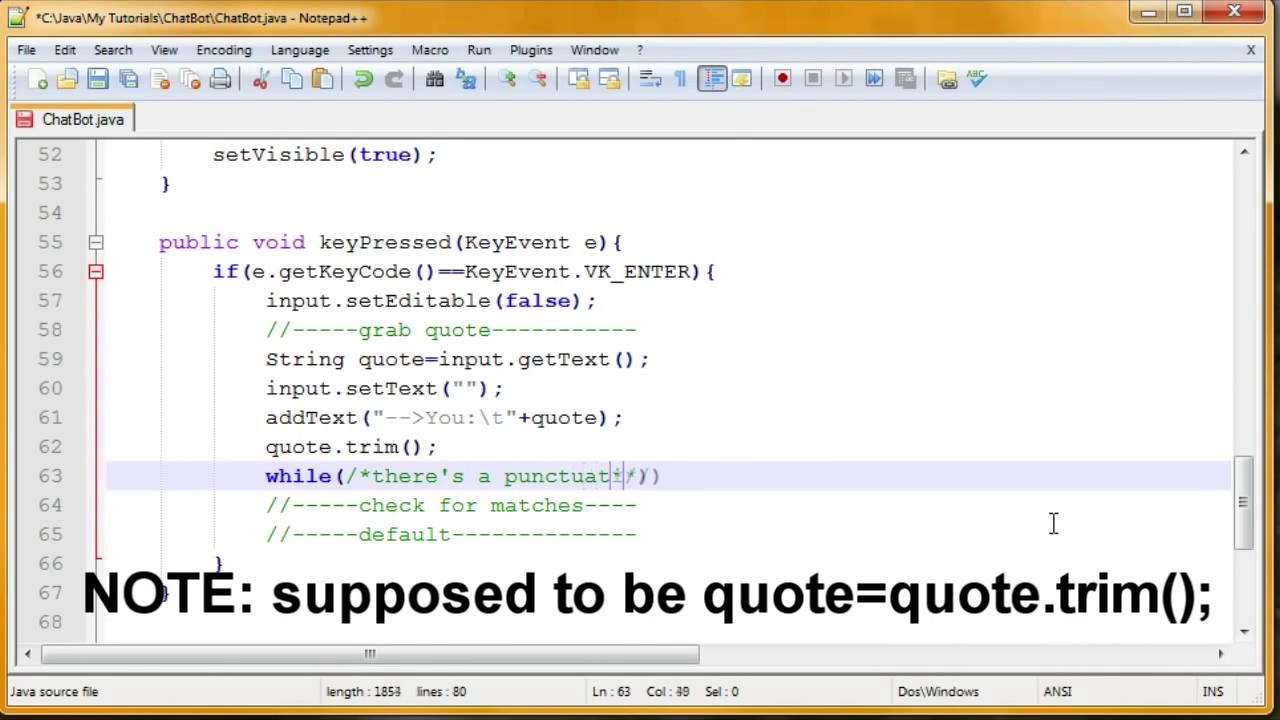 *C:\Java\My Tutorials\ChatBot\ChatBot.java - Notepad++
File Edit Search View Encoding Language Settings Macro Run Plugins Window ? X
ChatBot.java
52 setVisible(true);
53 }
54
55 public void keyPressed(KeyEvent e){
56 if(e.getKeyCode()==KeyEvent.VK_ENTER){
57 input.setEditable(false);
58 //-----grab quote-----------
59 String quote=input.getText();
60 input.setText("");
61 addText("-->You:\t"+quote);
62 quote.trim();
63 while(/*there's a punctuati*/)
64 //-----check for matches----
65 //-----default--------------
66 }
67 }
NOTE: supposed to be quote=quote.trim();
68
Java source file length : 1853 lines : 80 Ln : 63 Col : 39 Sel : 0 Dos\Windows ANSI INS